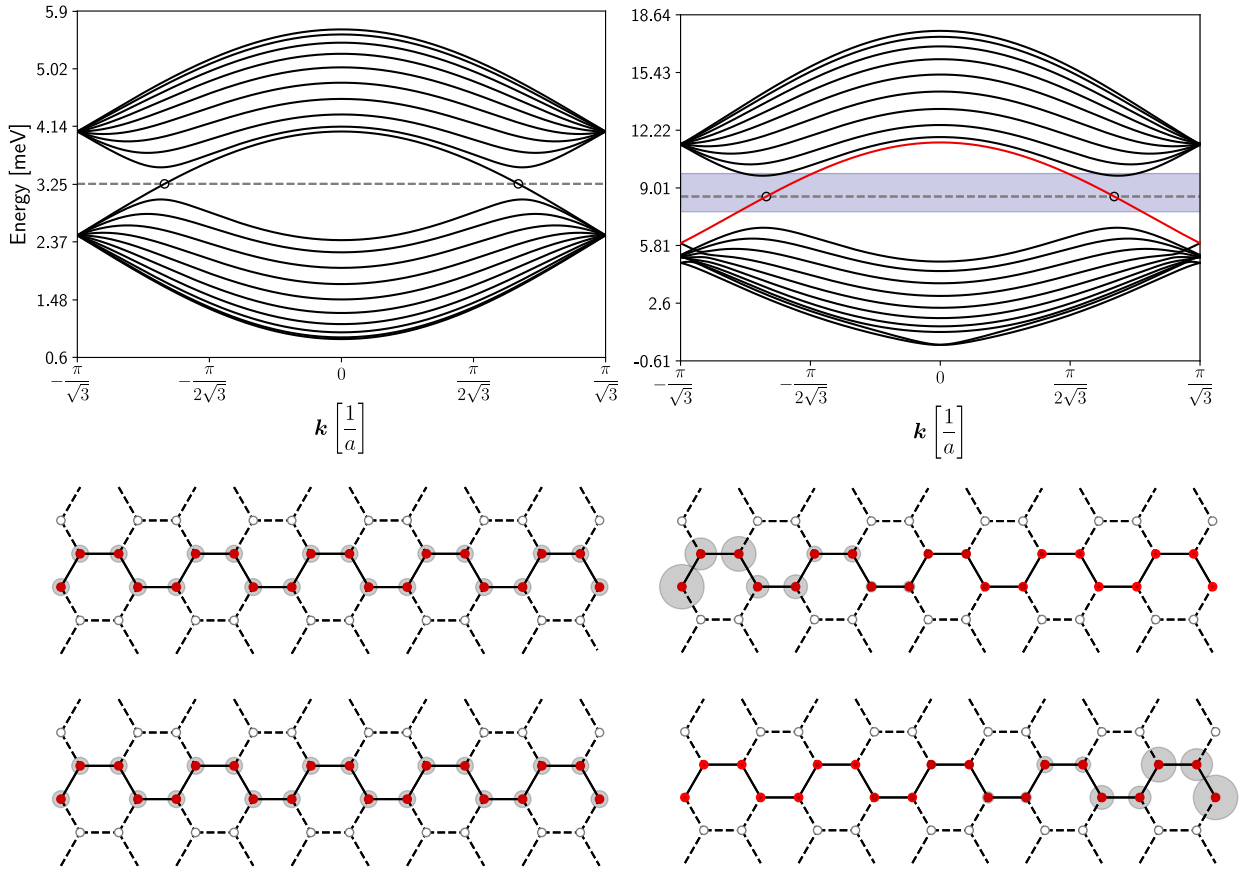 5.9
5.02
4.14
3.25
2.37
1.48
0.6
Energy [meV]
−π/√3
−π/2√3
0
π/2√3
π/√3
k [1/a]
18.64
15.43
12.22
9.01
5.81
2.6
-0.61
−π/√3
−π/2√3
0
π/2√3
π/√3
k [1/a]